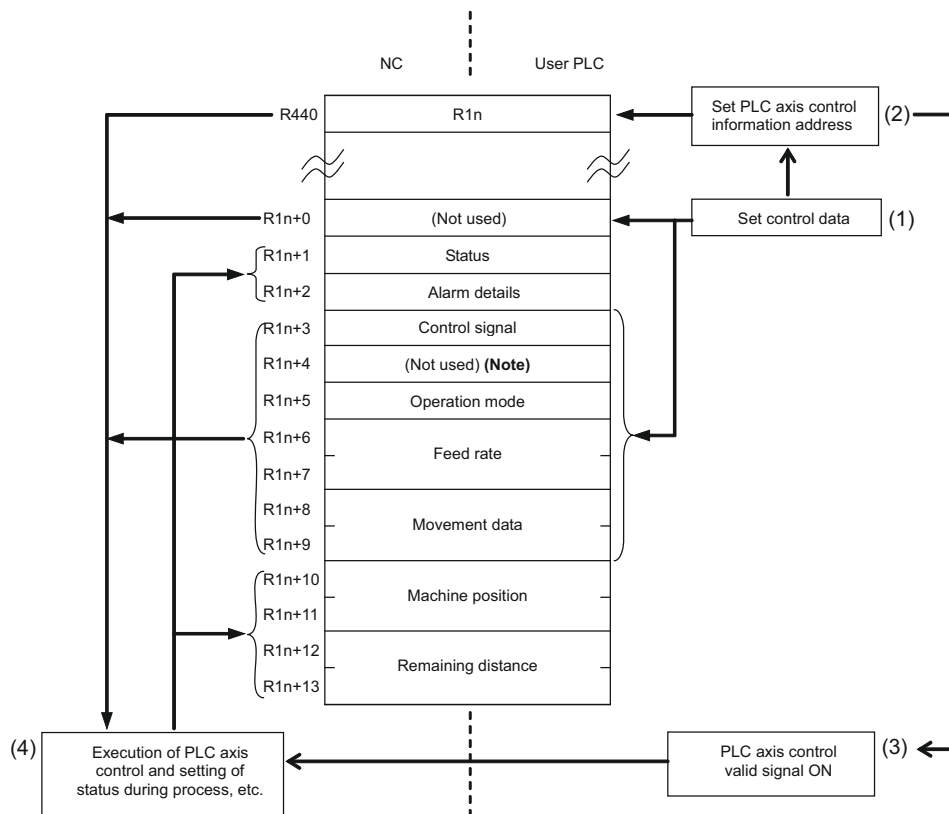 NC
User PLC
R440
R1n
Set PLC axis control
information address
(2)
R1n+0
(Not used)
Set control data
(1)
R1n+1
Status
R1n+2
Alarm details
R1n+3
Control signal
R1n+4
(Not used) (Note)
R1n+5
Operation mode
R1n+6
Feed rate
R1n+7
R1n+8
Movement data
R1n+9
R1n+10
Machine position
R1n+11
R1n+12
Remaining distance
R1n+13
(4)
Execution of PLC axis
control and setting of
status during process, etc.
PLC axis control
valid signal ON
(3)